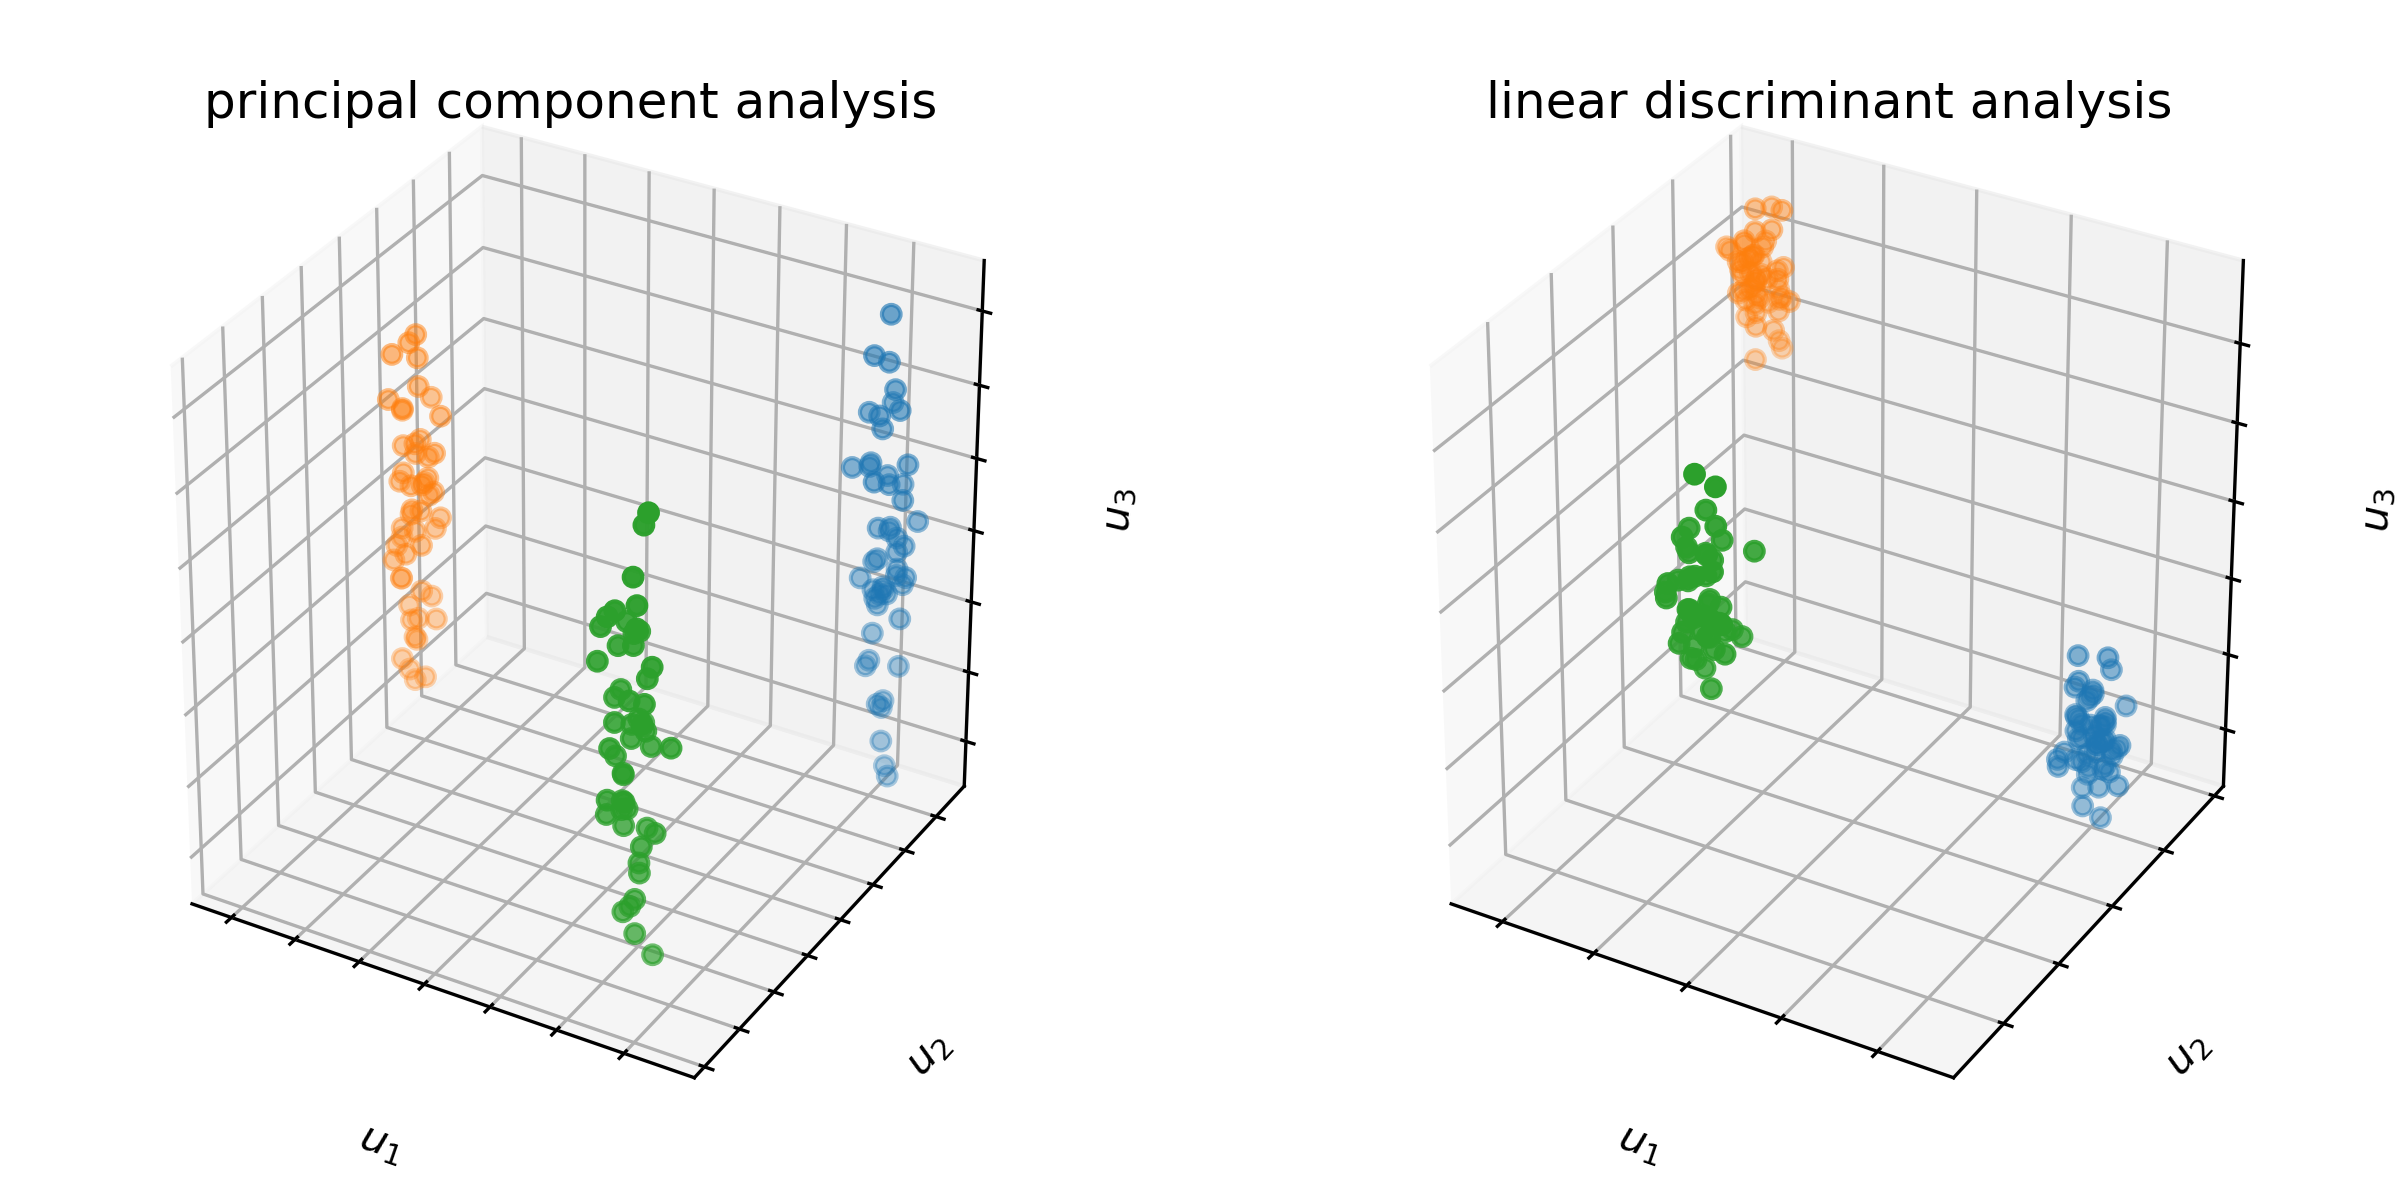 principal component analysis
u₁
u₂
u₃
linear discriminant analysis
u₁
u₂
u₃